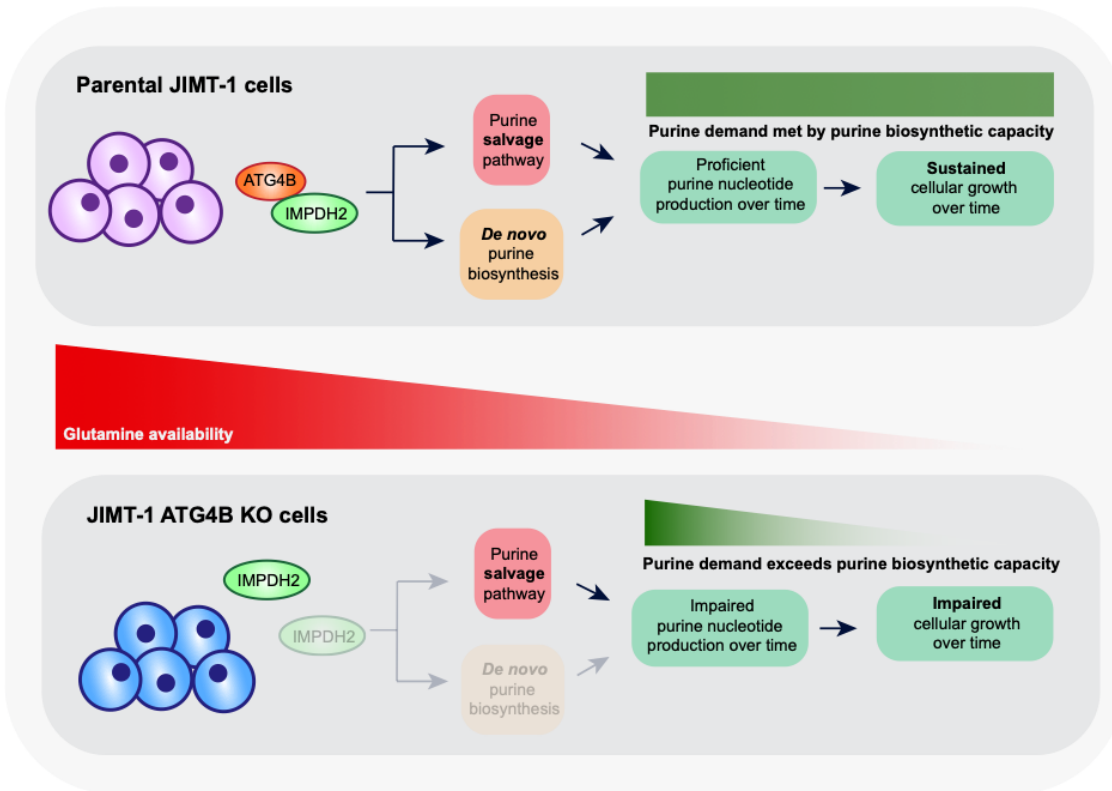 Parental JIMT-1 cells
ATG4B
IMPDH2
Purine
salvage
pathway
De novo
purine
biosynthesis
Purine demand met by purine biosynthetic capacity
Proficient
purine nucleotide
production over time
Sustained
cellular growth
over time
Glutamine availability
JIMT-1 ATG4B KO cells
IMPDH2
IMPDH2
Purine
salvage
pathway
De novo
purine
biosynthesis
Purine demand exceeds purine biosynthetic capacity
Impaired
purine nucleotide
production over time
Impaired
cellular growth
over time